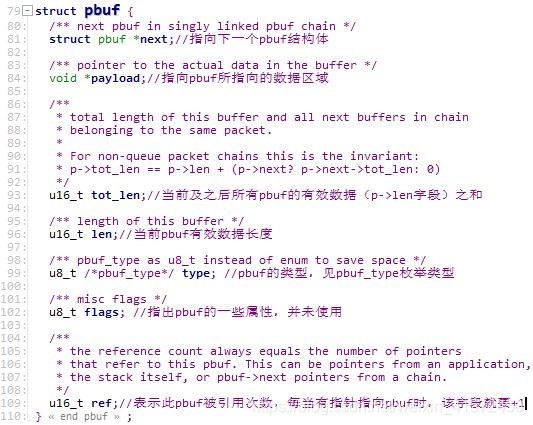 79 struct pbuf {
80: /** next pbuf in singly linked pbuf chain */
81: struct pbuf *next;//指向下一个pbuf结构体
82:
83: /** pointer to the actual data in the buffer */
84: void *payload;//指向pbuf所指向的数据区域
85:
86: /**
87: * total length of this buffer and all next buffers in chain
88: * belonging to the same packet.
89: *
90: * For non-queue packet chains this is the invariant:
91: * p->tot_len == p->len + (p->next? p->next->tot_len: 0)
92: */
93: u16_t tot_len;//当前及之后所有pbuf的有效数据（p->len字段）之和
94:
95: /** length of this buffer */
96: u16_t len;//当前pbuf有效数据长度
97:
98: /** pbuf_type as u8_t instead of enum to save space */
99: u8_t /*pbuf_type*/ type; //pbuf的类型，见pbuf_type枚举类型
100:
101: /** misc flags */
102: u8_t flags; //指出pbuf的一些属性，并未使用
103:
104: /**
105: * the reference count always equals the number of pointers
106: * that refer to this pbuf. This can be pointers from an application,
107: * the stack itself, or pbuf->next pointers from a chain.
108: */
109: u16_t ref;//表示此pbuf被引用次数，每当有指针指向pbuf时，该字段就要+1
110: } « end pbuf » ;